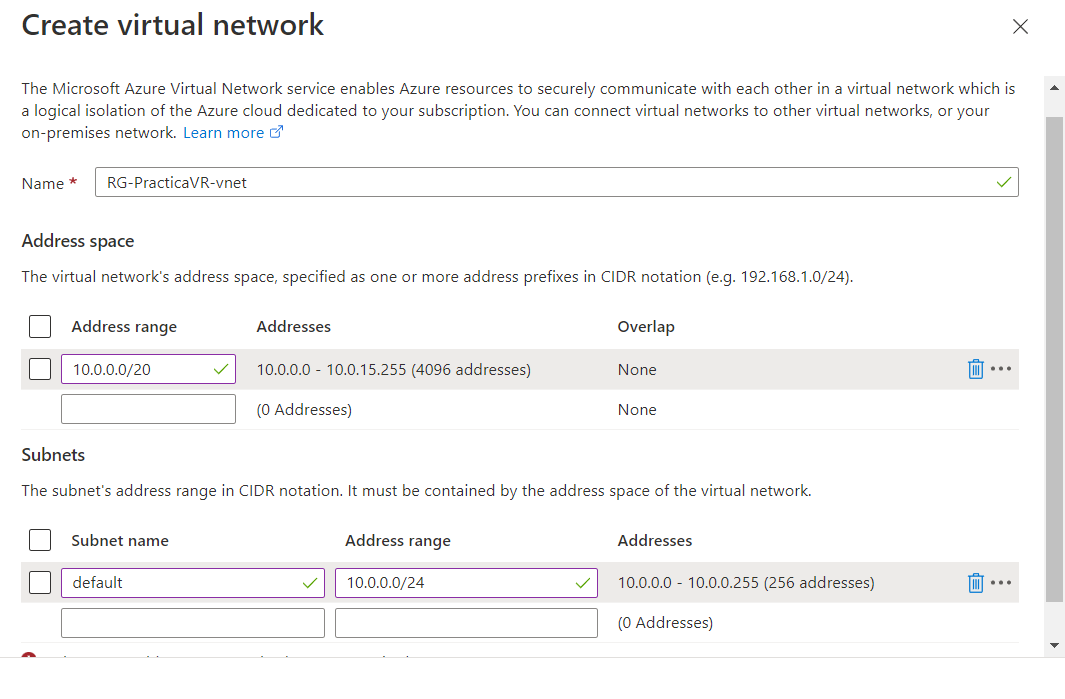 Create virtual network
The Microsoft Azure Virtual Network service enables Azure resources to securely communicate with each other in a virtual network which is
a logical isolation of the Azure cloud dedicated to your subscription. You can connect virtual networks to other virtual networks, or your
on-premises network. Learn more
Name * RG-PracticaVR-vnet
Address space
The virtual network's address space, specified as one or more address prefixes in CIDR notation (e.g. 192.168.1.0/24).
Address range Addresses Overlap
10.0.0.0/20 10.0.0.0 - 10.0.15.255 (4096 addresses) None
(0 Addresses) None
Subnets
The subnet's address range in CIDR notation. It must be contained by the address space of the virtual network.
Subnet name Address range Addresses
default 10.0.0.0/24 10.0.0.0 - 10.0.0.255 (256 addresses)
(0 Addresses)